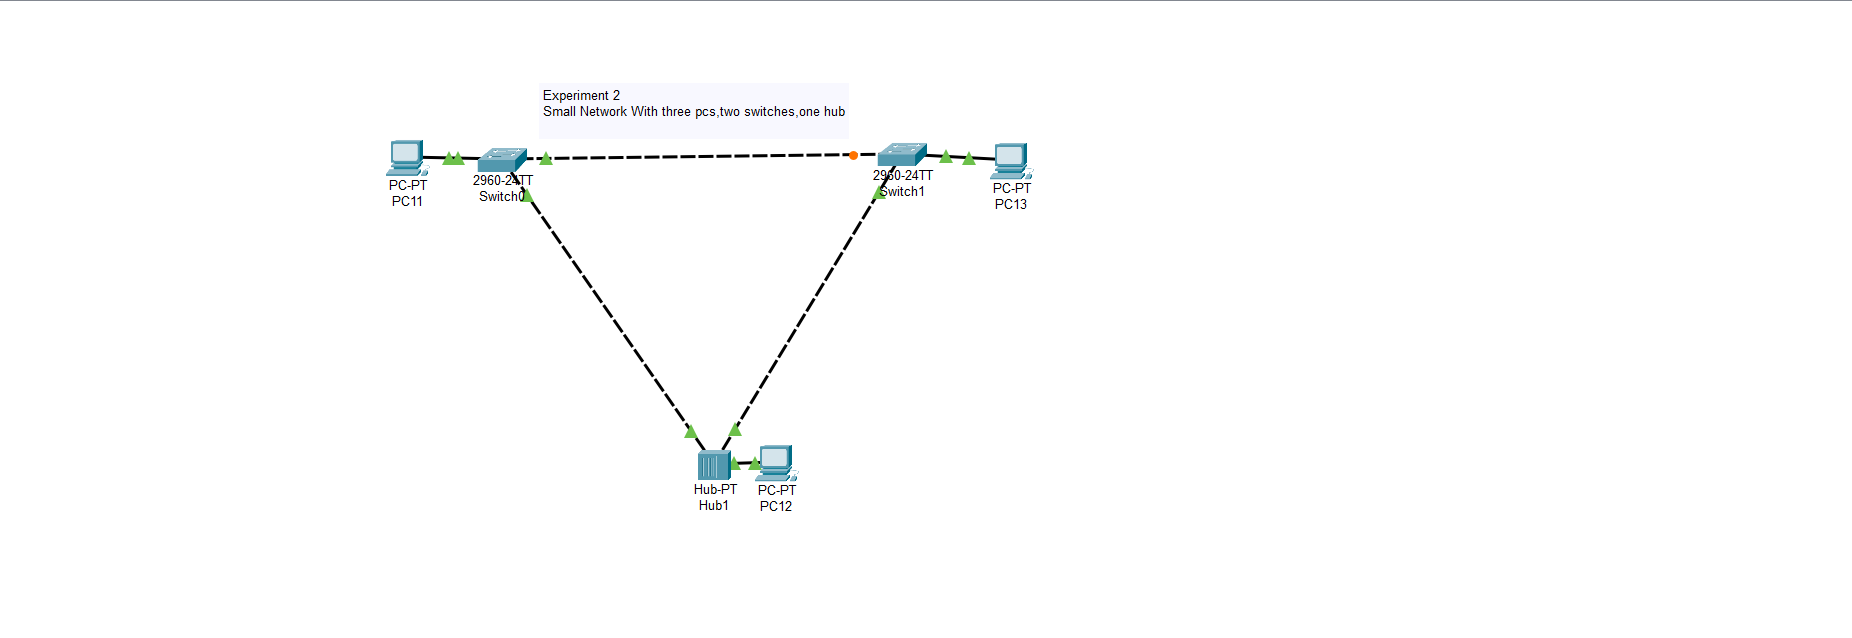 Experiment 2
Small Network With three pcs,two switches,one hub
PC-PT
PC11
2960-24TT
Switch0
2960-24TT
Switch1
PC-PT
PC13
Hub-PT
Hub1
PC-PT
PC12